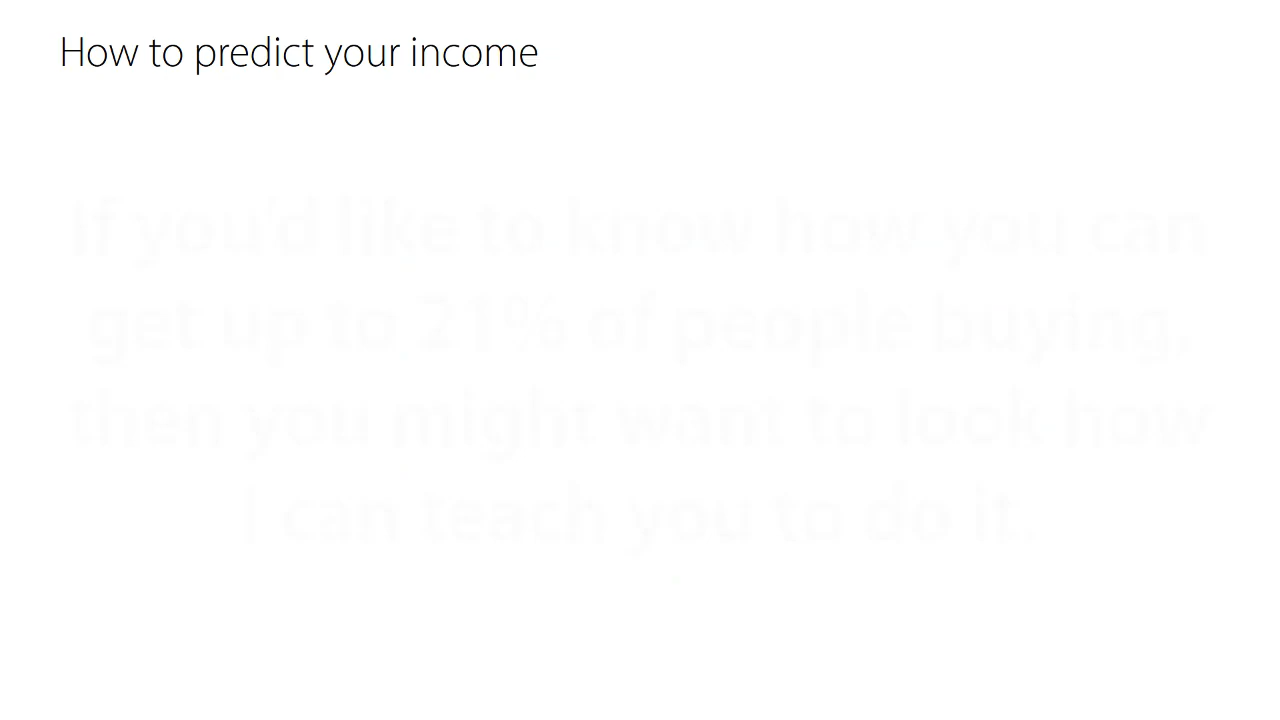 How to predict your income
If you'd like to know how you can
get up to 21% of people buying,
then you might want to look how
I can teach you to do it.